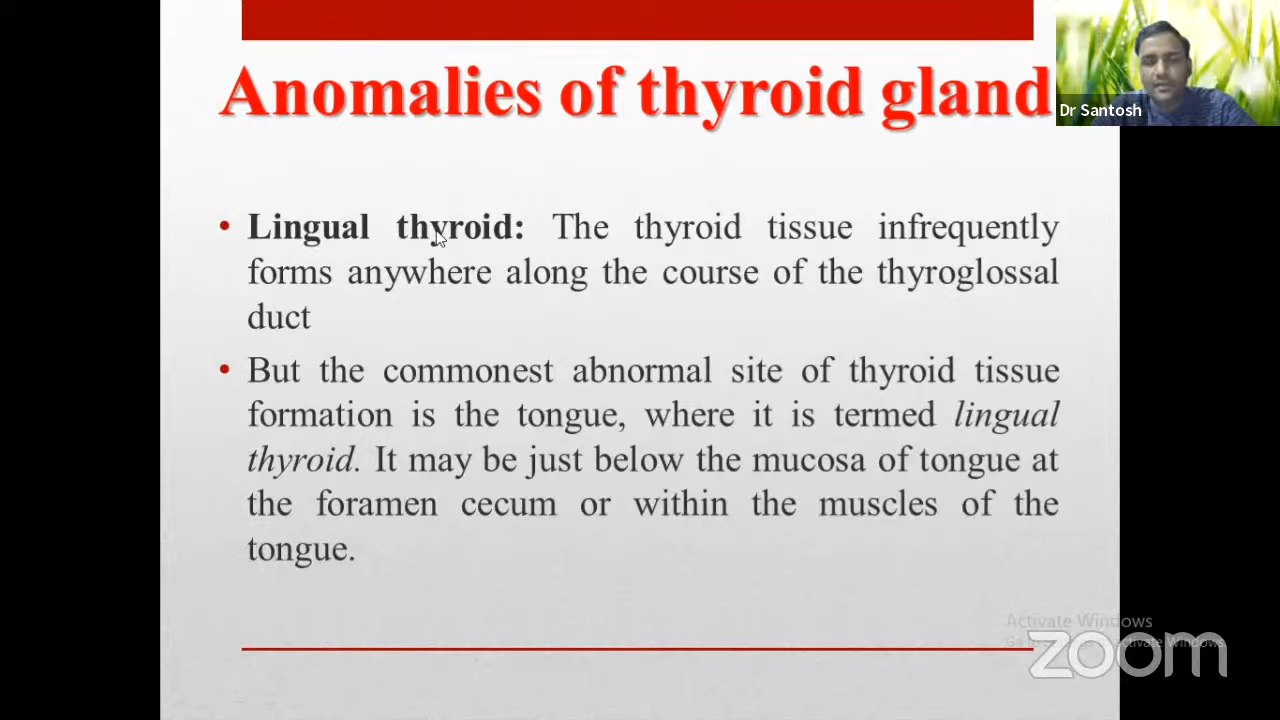 Anomalies of thyroid gland
Dr Santosh
• Lingual thyroid: The thyroid tissue infrequently
forms anywhere along the course of the thyroglossal
duct
• But the commonest abnormal site of thyroid tissue
formation is the tongue, where it is termed lingual
thyroid. It may be just below the mucosa of tongue at
the foramen cecum or within the muscles of the
tongue.
Activate Windows
Activate Windows.
zoom